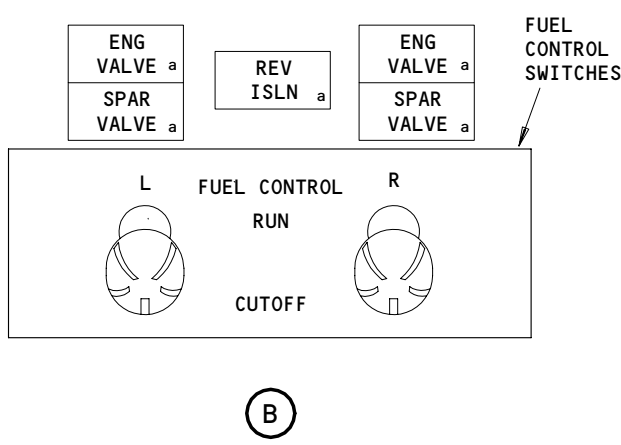 ENG
VALVE a
SPAR
VALVE a
REV
ISLN a
ENG
VALVE a
SPAR
VALVE a
FUEL
CONTROL
SWITCHES
L FUEL CONTROL R
RUN
CUTOFF
B